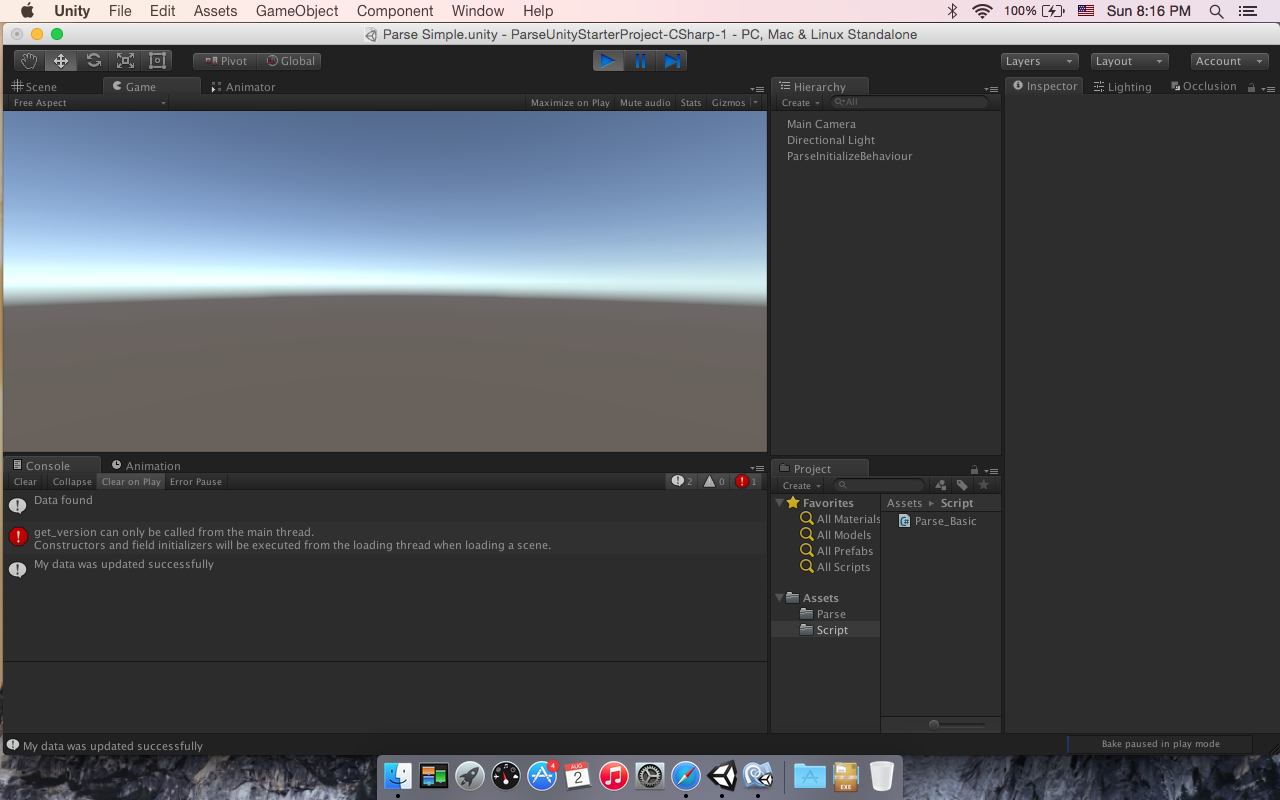 Unity File Edit Assets GameObject Component Window Help 100% Sun 8:16 PM
Parse Simple.unity - ParseUnityStarterProject-CSharp-1 - PC, Mac & Linux Standalone
Pivot Global Layers Layout Account
Scene Game Animator Hierarchy Inspector Lighting Occlusion
Free Aspect Maximize on Play Mute audio Stats Gizmos Create All
Main Camera
Directional Light
ParseInitializeBehaviour
Console Animation Project
Clear Collapse Clear on Play Error Pause 2 0 1 Create
Data found
get_version can only be called from the main thread.
Constructors and field initializers will be executed from the loading thread when loading a scene.
My data was updated successfully
Favorites
All Materials
All Models
All Prefabs
All Scripts
Assets
Parse
Script
Assets Script
Parse_Basic
My data was updated successfully Bake paused in play mode
4
AUG
2
EXE